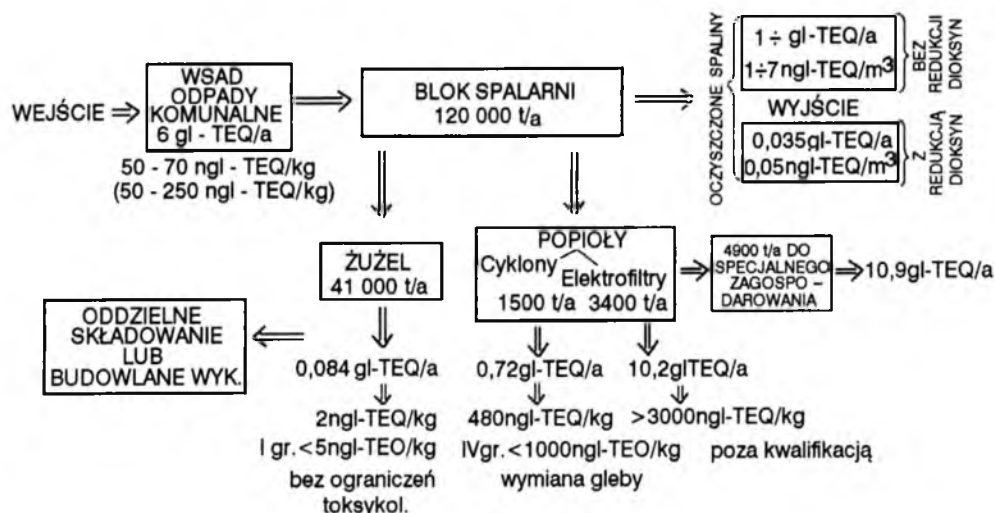 WEJŚCIE
WSAD
ODPADY
KOMUNALNE
6 gl - TEQ/a
50 - 70 ngl - TEQ/kg
(50 - 250 ngl - TEQ/kg)
BLOK SPALARNI
120 000 t/a
OCZYSZCZONE SPALINY
1 ÷ gl-TEQ/a
1÷7ngl-TEQ/m³
BEZ
REDUKCJI
DIOKSYN
WYJŚCIE
0,035gl-TEQ/a
0,05ngl-TEQ/m³
Z
REDUKCJĄ
DIOKSYN
ŻUŻEL
41 000 t/a
POPIOŁY
Cyklony
Elektrofiltry
1500 t/a 3400 t/a
4900 t/a DO
SPECJALNEGO
ZAGOSPO -
DAROWANIA
10,9gl-TEQ/a
ODDZIELNE
SKŁADOWANIE
LUB
BUDOWLANE WYK.
0,084 gl-TEQ/a
2ngl-TEQ/kg
I gr.<5ngl-TEO/kg
bez ograniczeń
toksykol.
0,72gl-TEQ/a
480ngl-TEQ/kg
IVgr.<1000ngl-TEO/kg
wymiana gleby
10,2glTEQ/a
>3000ngl-TEQ/kg
poza kwalifikacją